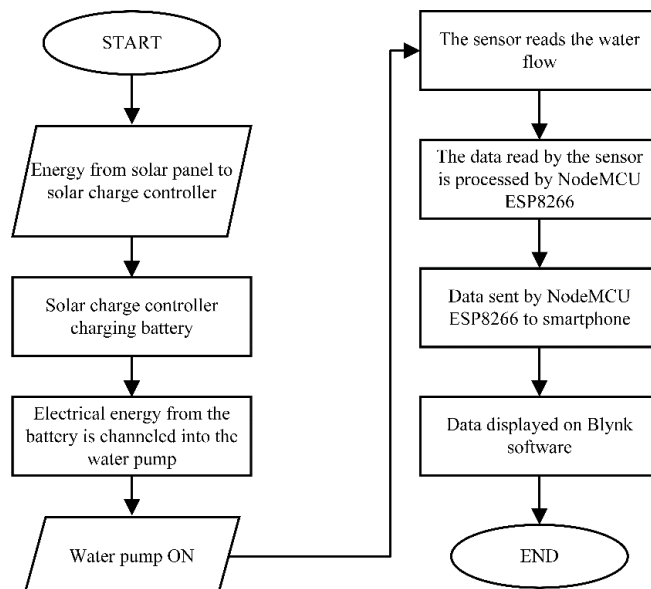 START
Energy from solar panel to
solar charge controller
Solar charge controller
charging battery
Electrical energy from the
battery is channeled into the
water pump
Water pump ON
The sensor reads the water
flow
The data read by the sensor
is processed by NodeMCU
ESP8266
Data sent by NodeMCU
ESP8266 to smartphone
Data displayed on Blynk
software
END